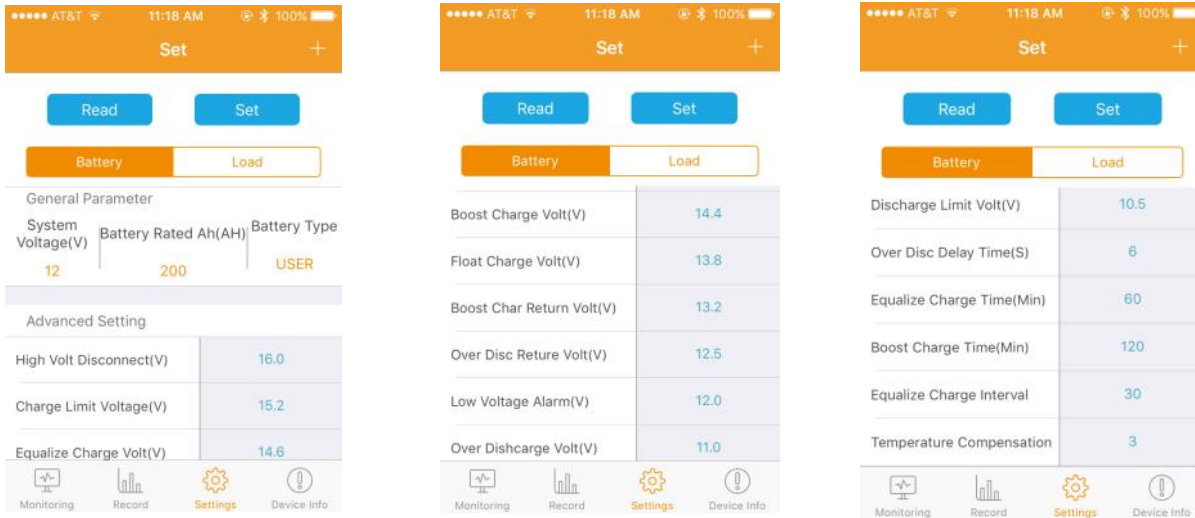 AT&T 11:18 AM 100%
Set +
Read Set
Battery Load
General Parameter
System Voltage(V) Battery Rated Ah(AH) Battery Type
12 200 USER
Advanced Setting
High Volt Disconnect(V) 16.0
Charge Limit Voltage(V) 15.2
Equalize Charge Volt(V) 14.6
Monitoring Record Settings Device Info
AT&T 11:18 AM 100%
Set +
Read Set
Battery Load
Boost Charge Volt(V) 14.4
Float Charge Volt(V) 13.8
Boost Char Return Volt(V) 13.2
Over Disc Reture Volt(V) 12.5
Low Voltage Alarm(V) 12.0
Over Dishcarge Volt(V) 11.0
Monitoring Record Settings Device Info
AT&T 11:18 AM 100%
Set +
Read Set
Battery Load
Discharge Limit Volt(V) 10.5
Over Disc Delay Time(S) 6
Equalize Charge Time(Min) 60
Boost Charge Time(Min) 120
Equalize Charge Interval 30
Temperature Compensation 3
Monitoring Record Settings Device Info